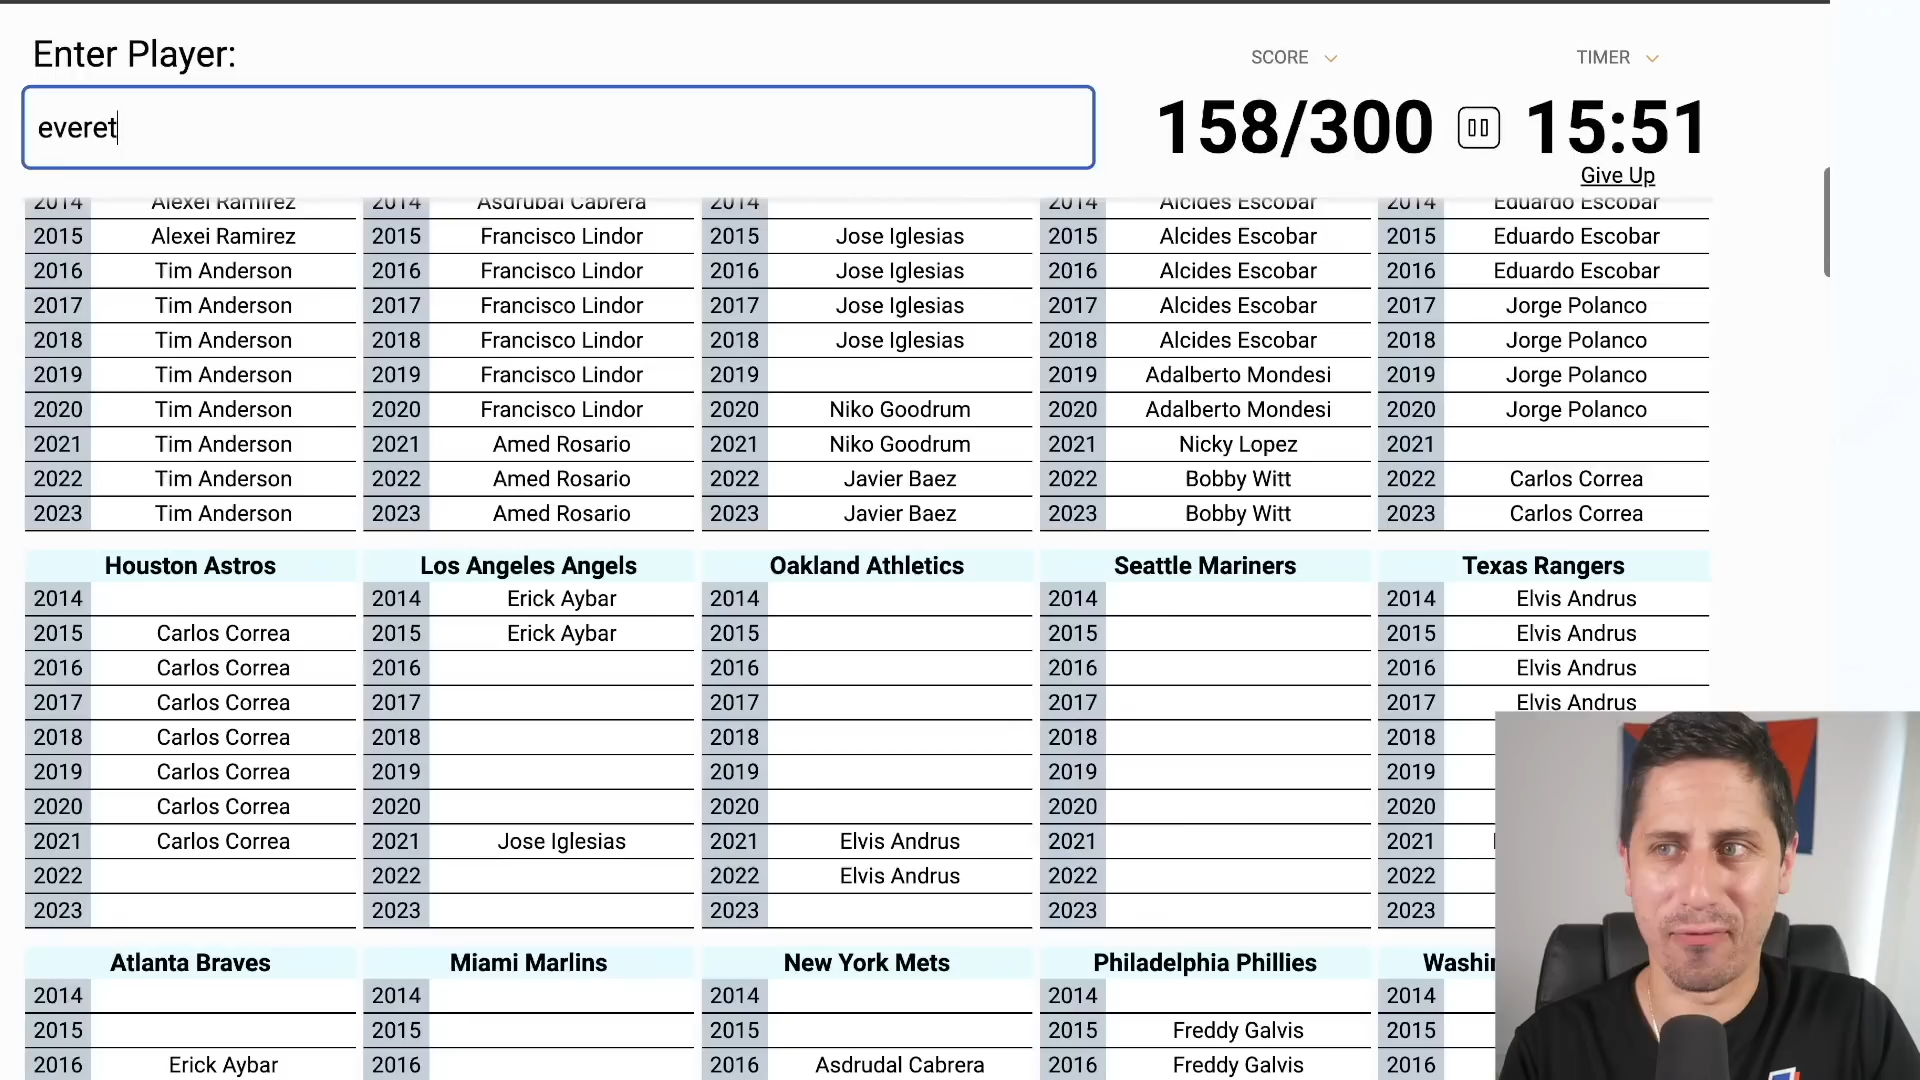 Enter Player:
SCORE
TIMER
everet
158/300
15:51
Give Up
2014 Alexei Ramirez 2014 Asdrubal Cabrera 2014 2014 Alcides Escobar 2014 Eduardo Escobar
2015 Alexei Ramirez 2015 Francisco Lindor 2015 Jose Iglesias 2015 Alcides Escobar 2015 Eduardo Escobar
2016 Tim Anderson 2016 Francisco Lindor 2016 Jose Iglesias 2016 Alcides Escobar 2016 Eduardo Escobar
2017 Tim Anderson 2017 Francisco Lindor 2017 Jose Iglesias 2017 Alcides Escobar 2017 Jorge Polanco
2018 Tim Anderson 2018 Francisco Lindor 2018 Jose Iglesias 2018 Alcides Escobar 2018 Jorge Polanco
2019 Tim Anderson 2019 Francisco Lindor 2019 2019 Adalberto Mondesi 2019 Jorge Polanco
2020 Tim Anderson 2020 Francisco Lindor 2020 Niko Goodrum 2020 Adalberto Mondesi 2020 Jorge Polanco
2021 Tim Anderson 2021 Amed Rosario 2021 Niko Goodrum 2021 Nicky Lopez 2021
2022 Tim Anderson 2022 Amed Rosario 2022 Javier Baez 2022 Bobby Witt 2022 Carlos Correa
2023 Tim Anderson 2023 Amed Rosario 2023 Javier Baez 2023 Bobby Witt 2023 Carlos Correa
Houston Astros Los Angeles Angels Oakland Athletics Seattle Mariners Texas Rangers
2014 2014 Erick Aybar 2014 2014 2014 Elvis Andrus
2015 Carlos Correa 2015 Erick Aybar 2015 2015 2015 Elvis Andrus
2016 Carlos Correa 2016 2016 2016 2016 Elvis Andrus
2017 Carlos Correa 2017 2017 2017 2017 Elvis Andrus
2018 Carlos Correa 2018 2018 2018 2018
2019 Carlos Correa 2019 2019 2019 2019
2020 Carlos Correa 2020 2020 2020 2020
2021 Carlos Correa 2021 Jose Iglesias 2021 Elvis Andrus 2021 2021
2022 2022 2022 Elvis Andrus 2022 2022
2023 2023 2023 2023 2023
Atlanta Braves Miami Marlins New York Mets Philadelphia Phillies Washi
2014 2014 2014 2014 2014
2015 2015 2015 2015 Freddy Galvis 2015
2016 Erick Aybar 2016 2016 Asdrudal Cabrera 2016 Freddy Galvis 2016